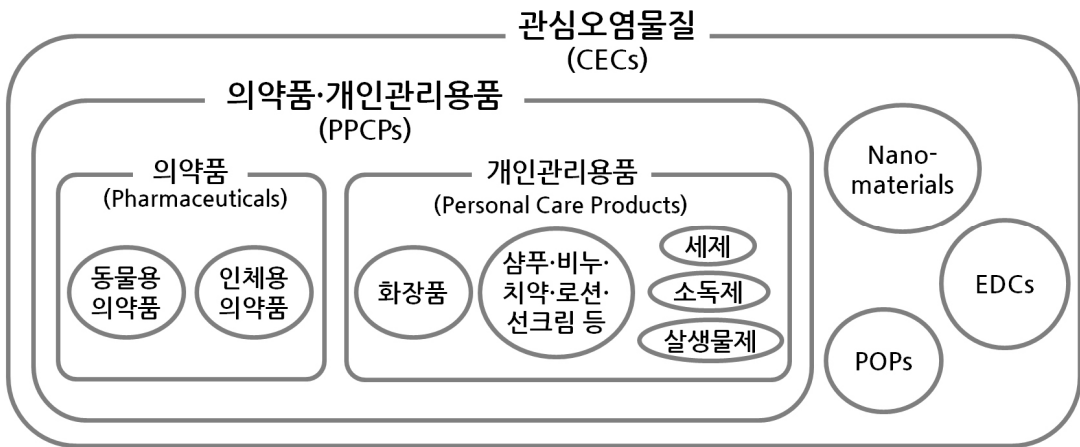 관심오염물질
(CECs)
의약품·개인관리용품
(PPCPs)
의약품
(Pharmaceuticals)
동물용
의약품
인체용
의약품
개인관리용품
(Personal Care Products)
화장품
샴푸·비누·
치약·로션·
선크림 등
세제
소독제
살생물제
Nano-
materials
EDCs
POPs